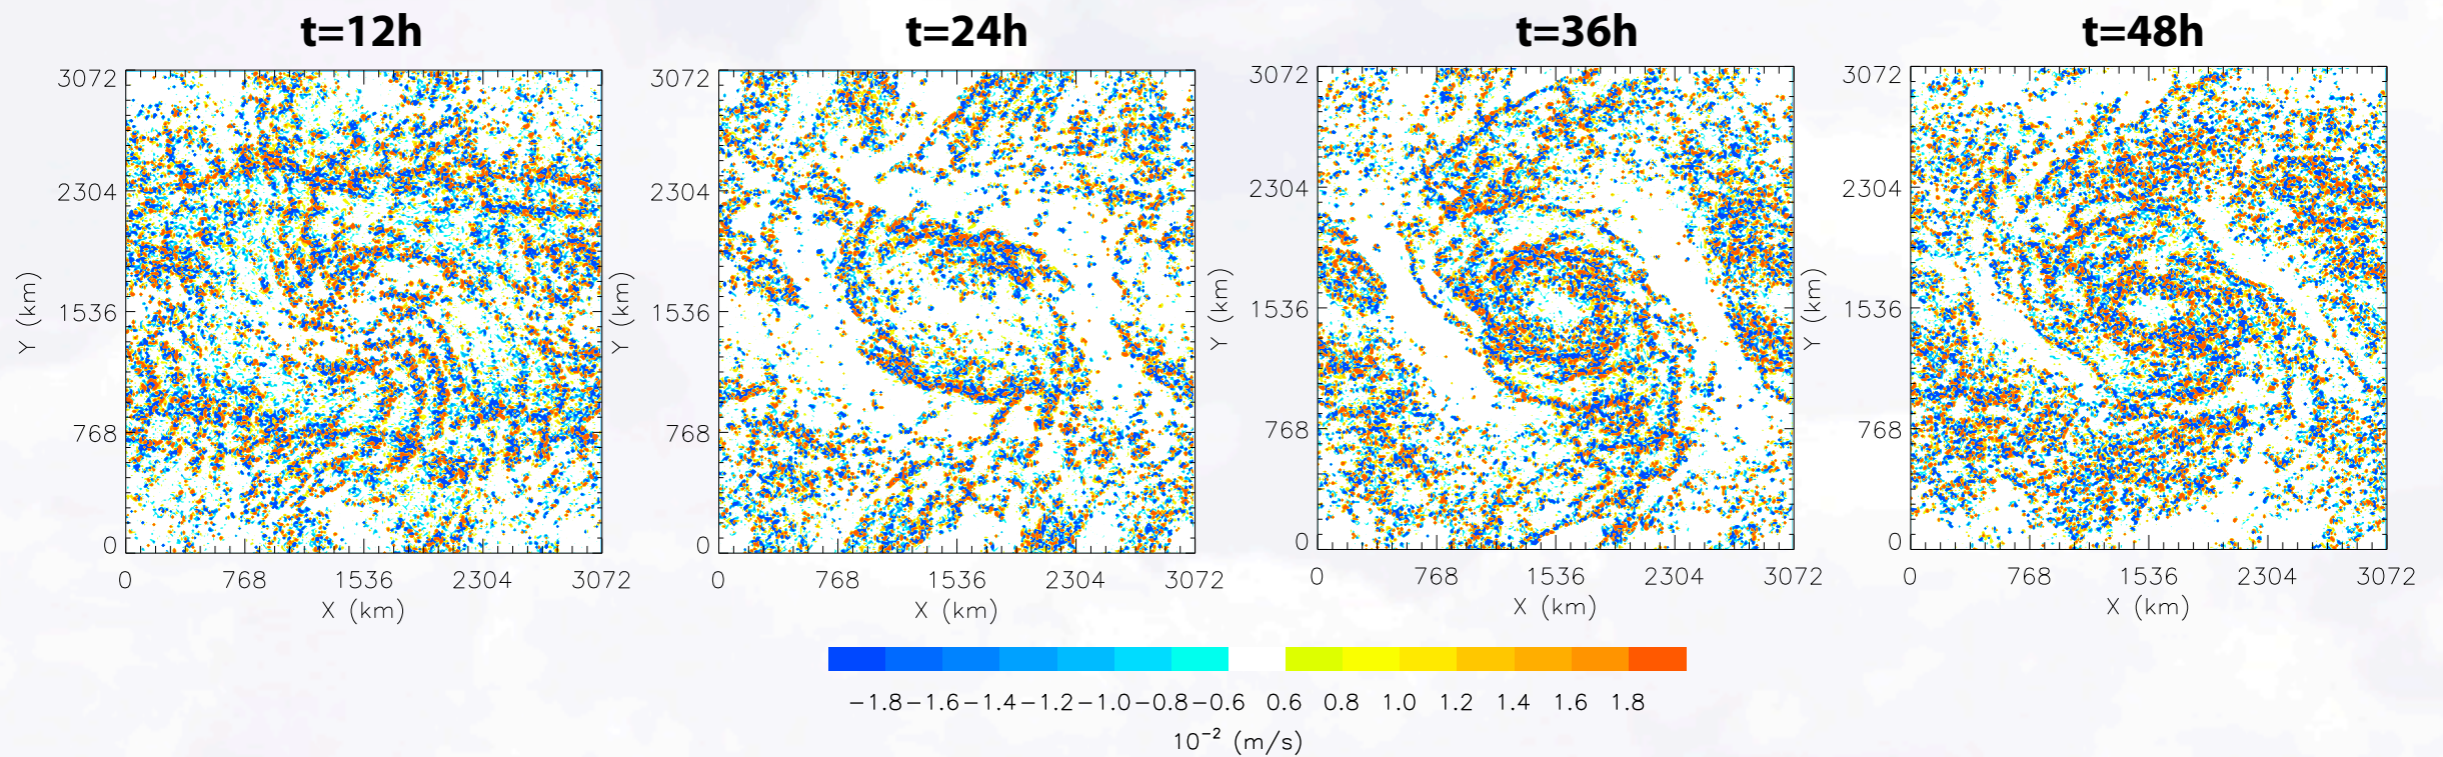 t=12h t=24h t=36h t=48h
3072 3072 3072 3072
2304 2304 2304 2304
1536 1536 1536 1536
768 768 768 768
0 0 0 0
Y (km) Y (km) Y (km) Y (km)
0 768 1536 2304 3072 0 768 1536 2304 3072 0 768 1536 2304 3072 0 768 1536 2304 3072
X (km) X (km) X (km) X (km)
−1.8 −1.6 −1.4 −1.2 −1.0 −0.8 −0.6 0.6 0.8 1.0 1.2 1.4 1.6 1.8
10⁻² (m/s)